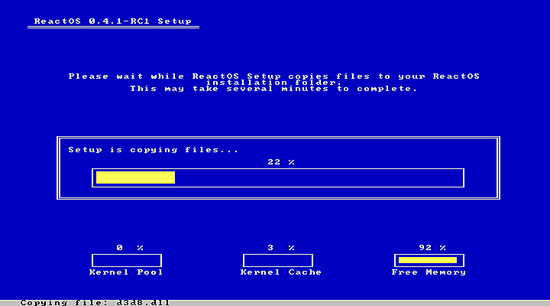 ReactOS 0.4.1-RC1 Setup
Please wait while ReactOS Setup copies files to your ReactOS
installation folder.
This may take several minutes to complete.
Setup is copying files...
22 %
0 % 3 % 92 %
Kernel Pool Kernel Cache Free Memory
Copying file: d3d8.dll